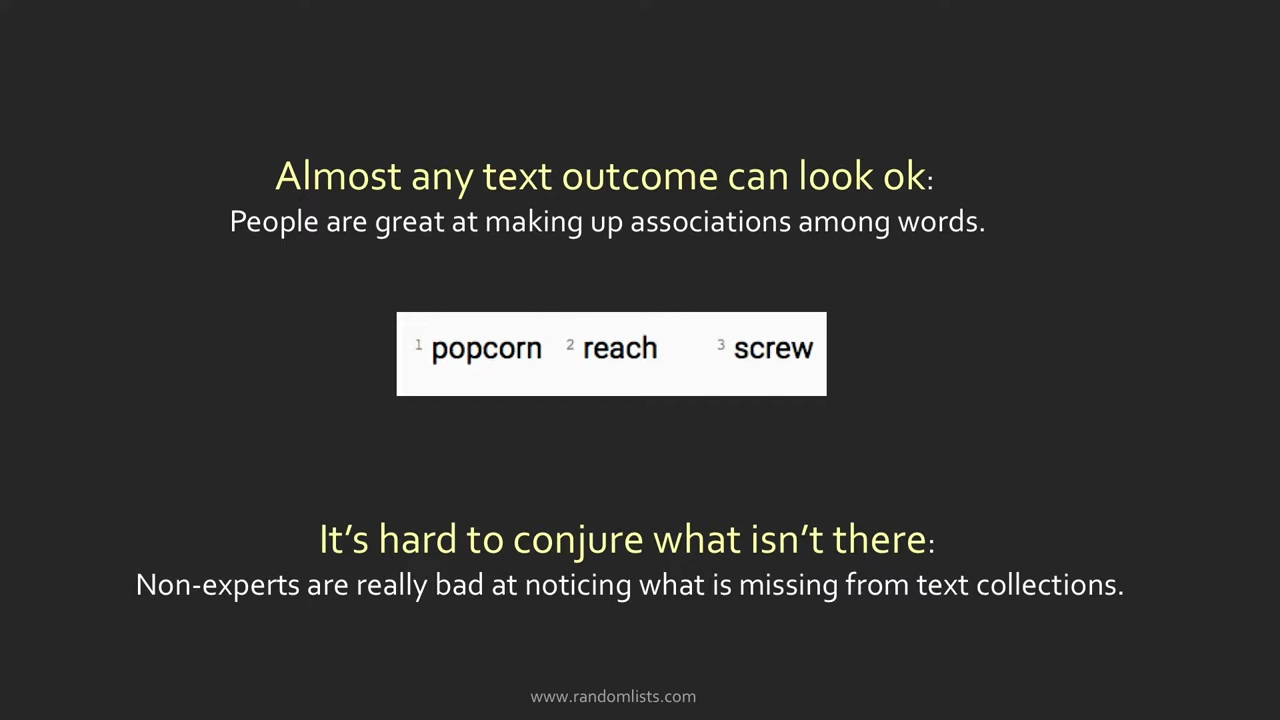 Almost any text outcome can look ok:
People are great at making up associations among words.
1 popcorn 2 reach 3 screw
It’s hard to conjure what isn’t there:
Non-experts are really bad at noticing what is missing from text collections.
www.randomlists.com